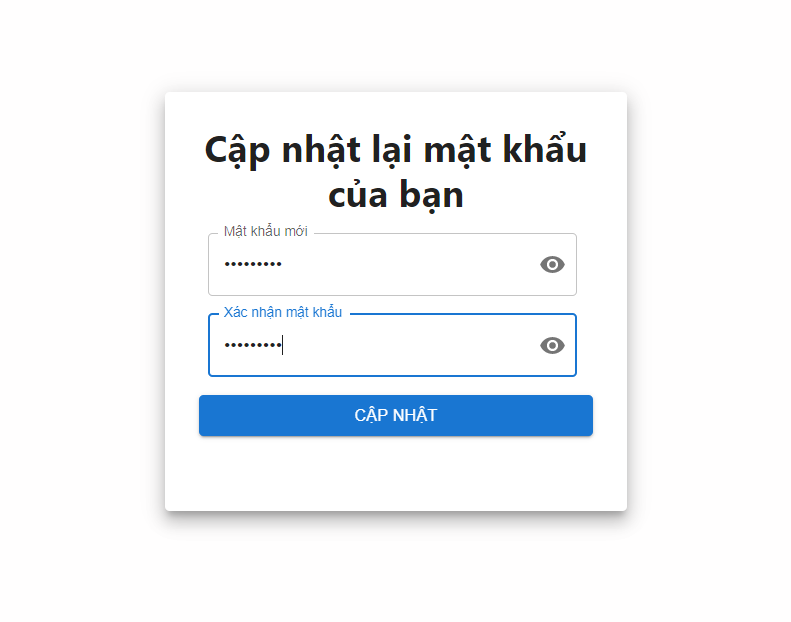 Cập nhật lại mật khẩu
của bạn
Mật khẩu mới
•••••••••
Xác nhận mật khẩu
•••••••••
CẬP NHẬT